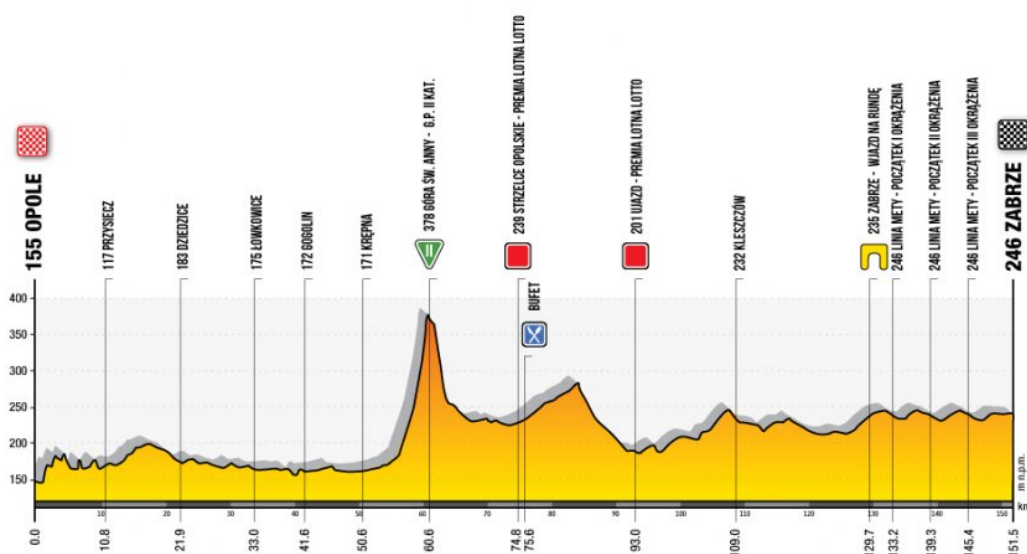 155 OPOLE
117 PRZYSIECZ
183 DZIEDZICE
175 ŁOWKOWICE
172 GOGOLIN
171 KRĘPNA
378 GÓRA ŚW. ANNY - G.P. II KAT.
239 STRZELCE OPOLSKIE - PREMIA LOTNA LOTTO
BUFET
201 UJAZD - PREMIA LOTNA LOTTO
232 KLESZCZÓW
235 ZABRZE - WJAZD NA RUNDĘ
246 LINIA METY - POCZĄTEK I OKRĄŻENIA
246 LINIA METY - POCZĄTEK II OKRĄŻENIA
246 LINIA METY - POCZĄTEK III OKRĄŻENIA
246 ZABRZE
II
400
350
300
250
200
150
m n.p.m.
10 20 30 40 50 60 70 80 90 100 110 120 130 140 150
km
0.0 10.8 21.9 33.0 41.6 50.6 60.6 74.8 75.6 93.0 109.0 129.7 133.2 139.3 145.4 151.5